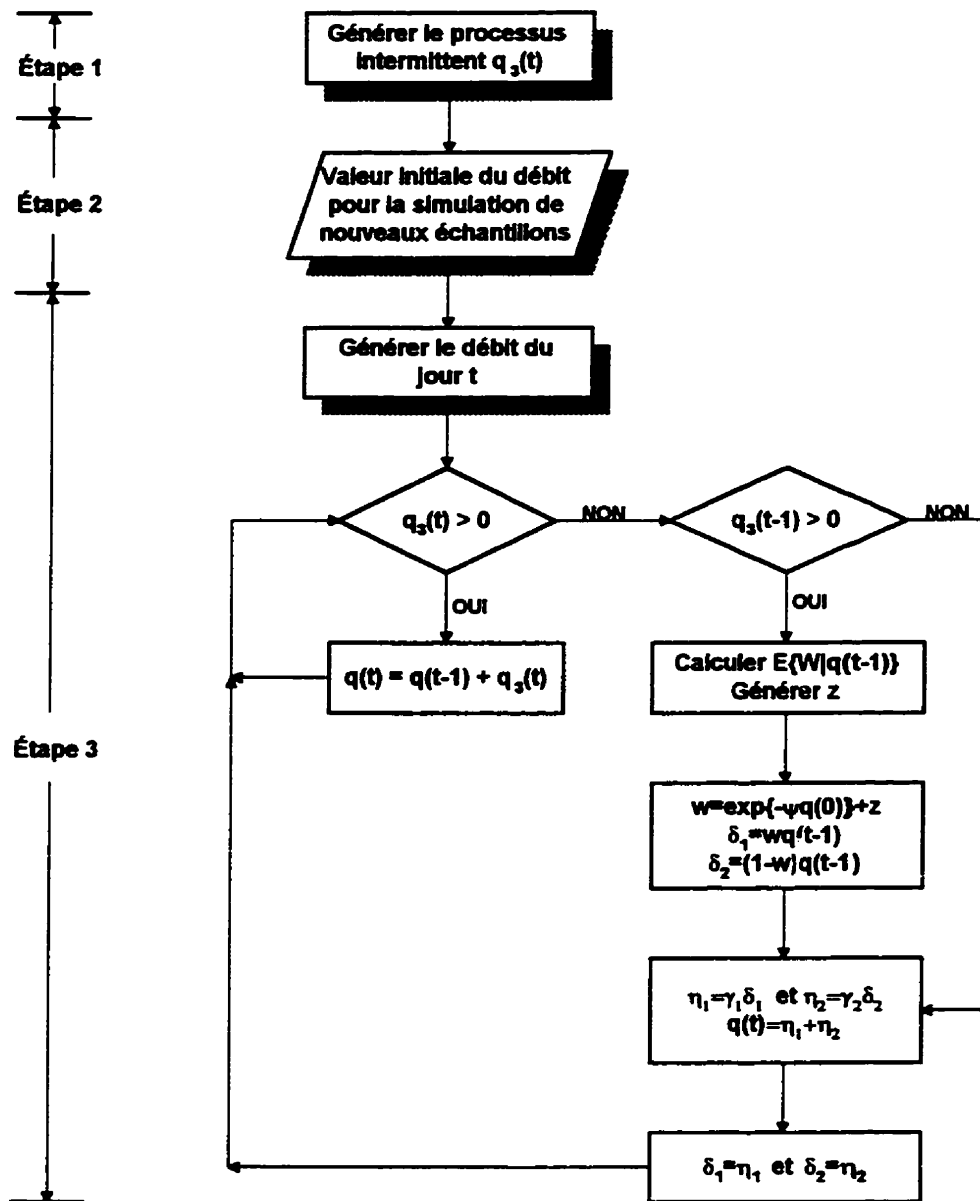 Étape 1
Générer le processus
intermittent q₃(t)
Étape 2
Valeur initiale du débit
pour la simulation de
nouveaux échantillons
Générer le débit du
jour t
q₃(t) > 0
NON
q₃(t-1) > 0
NON
OUI
OUI
q(t) = q(t-1) + q₃(t)
Calculer E{W|q(t-1)}
Générer z
Étape 3
w=exp{-ψq(0)}+z
δ₁=wq(t-1)
δ₂=(1-w)q(t-1)
η₁=γ₁δ₁ et η₂=γ₂δ₂
q(t)=η₁+η₂
δ₁=η₁ et δ₂=η₂